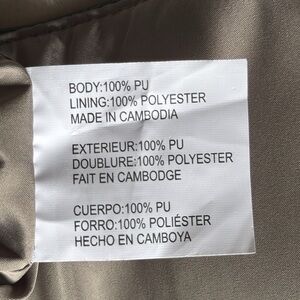 BODY:100% PU
LINING:100% POLYESTER
MADE IN CAMBODIA
EXTERIEUR:100% PU
DOUBLURE:100% POLYESTER
FAIT EN CAMBODGE
CUERPO:100% PU
FORRO:100% POLIÉSTER
HECHO EN CAMBOYA